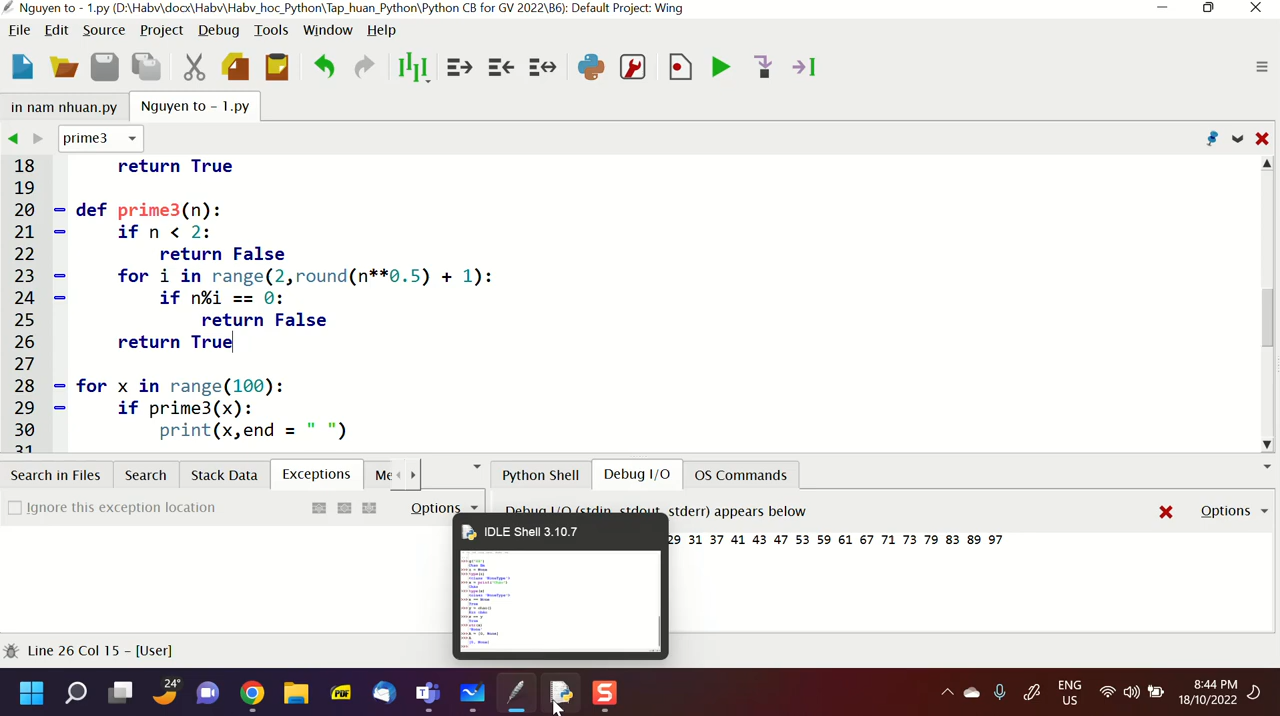 Nguyen to - 1.py (D:\Habv\docx\Habv\Habv_hoc_Python\Tap_huan_Python\Python CB for GV 2022\B6): Default Project: Wing
File Edit Source Project Debug Tools Window Help
in nam nhuan.py Nguyen to - 1.py
prime3
18 return True
19
20 def prime3(n):
21 if n < 2:
22 return False
23 for i in range(2,round(n**0.5) + 1):
24 if n%i == 0:
25 return False
26 return True
27
28 for x in range(100):
29 if prime3(x):
30 print(x,end = " ")
31
Search in Files Search Stack Data Exceptions Me Python Shell Debug I/O OS Commands
Ignore this exception location Options Debug I/O (stdin, stdout, stderr) appears below Options
IDLE Shell 3.10.7
29 31 37 41 43 47 53 59 61 67 71 73 79 83 89 97
Line 26 Col 15 - [User]
24°
PDF
S
ENG
US
8:44 PM
18/10/2022